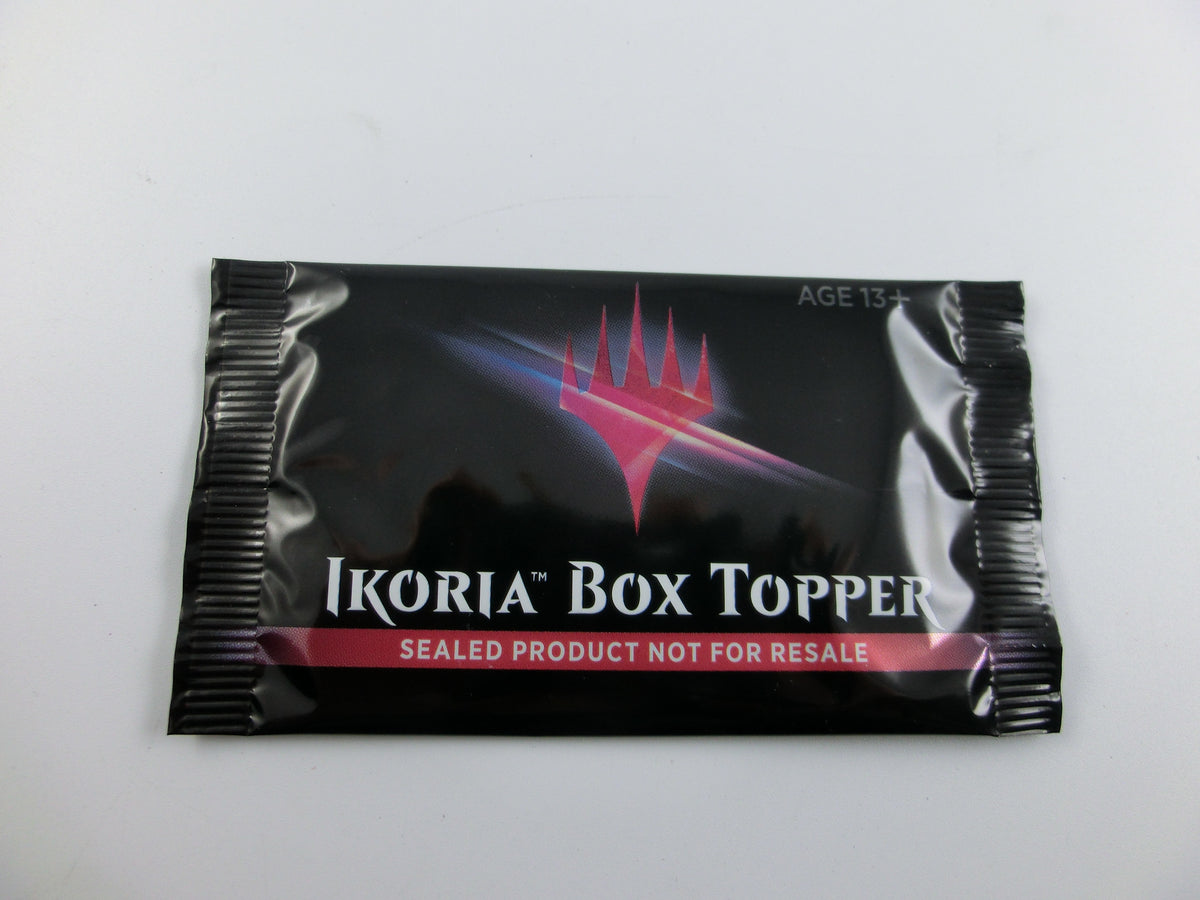 AGE 13+
IKORIA™ BOX TOPPER
SEALED PRODUCT NOT FOR RESALE